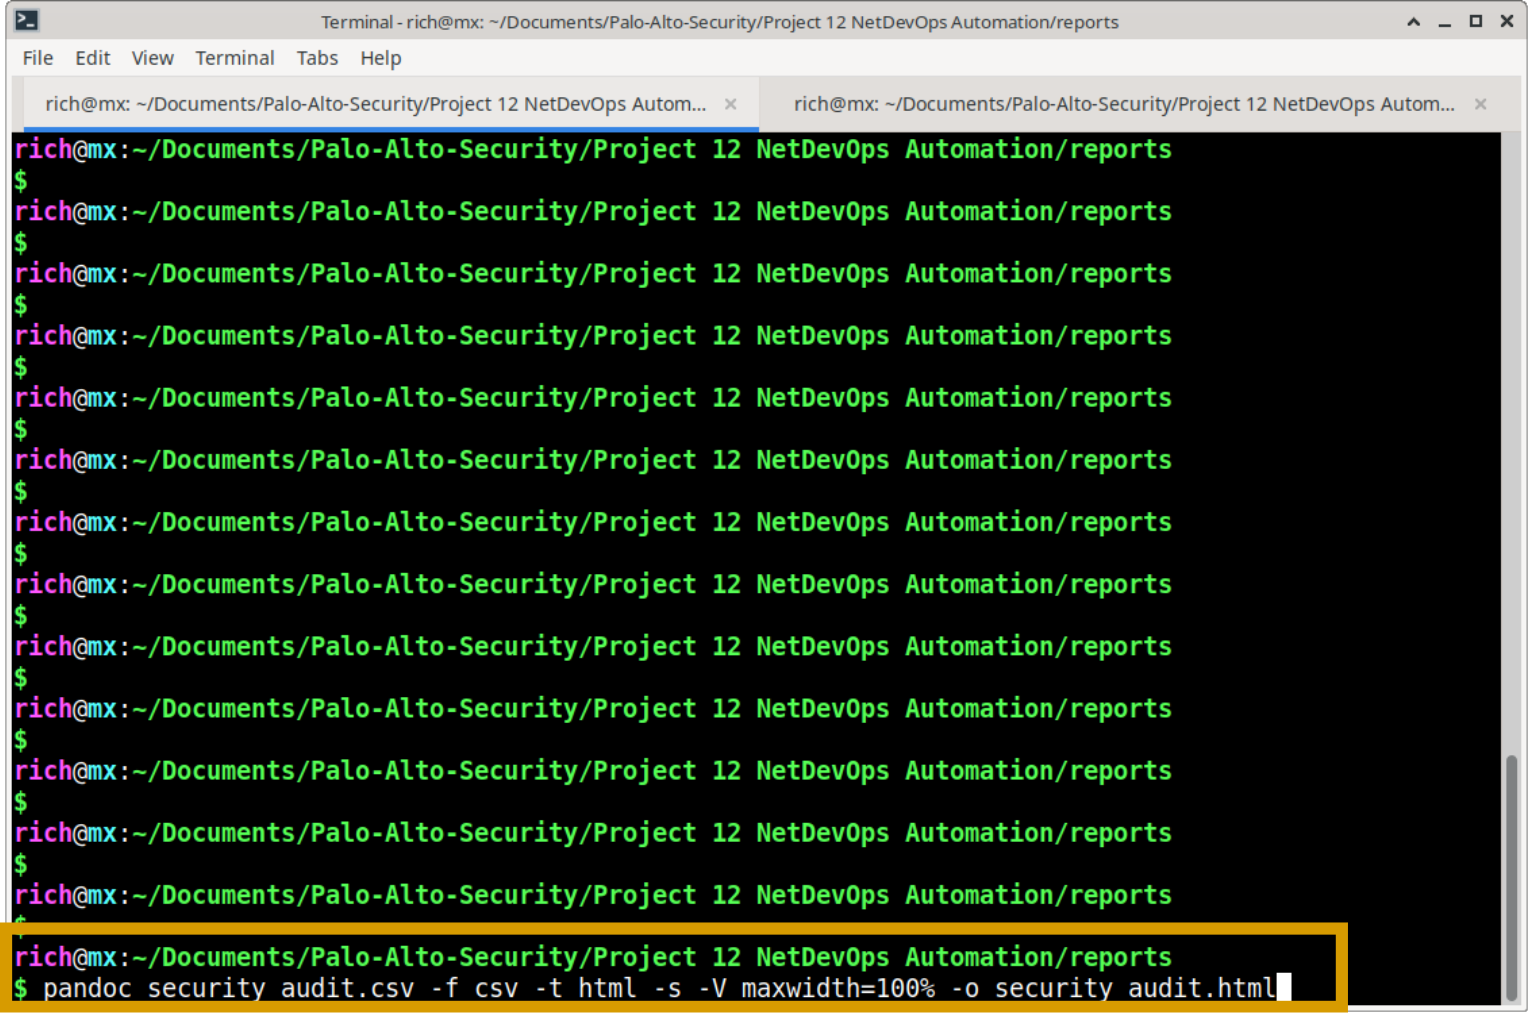 Terminal - rich@mx: ~/Documents/Palo-Alto-Security/Project 12 NetDevOps Automation/reports
File Edit View Terminal Tabs Help
rich@mx: ~/Documents/Palo-Alto-Security/Project 12 NetDevOps Autom... rich@mx: ~/Documents/Palo-Alto-Security/Project 12 NetDevOps Autom...
rich@mx:~/Documents/Palo-Alto-Security/Project 12 NetDevOps Automation/reports
$
rich@mx:~/Documents/Palo-Alto-Security/Project 12 NetDevOps Automation/reports
$
rich@mx:~/Documents/Palo-Alto-Security/Project 12 NetDevOps Automation/reports
$
rich@mx:~/Documents/Palo-Alto-Security/Project 12 NetDevOps Automation/reports
$
rich@mx:~/Documents/Palo-Alto-Security/Project 12 NetDevOps Automation/reports
$
rich@mx:~/Documents/Palo-Alto-Security/Project 12 NetDevOps Automation/reports
$
rich@mx:~/Documents/Palo-Alto-Security/Project 12 NetDevOps Automation/reports
$
rich@mx:~/Documents/Palo-Alto-Security/Project 12 NetDevOps Automation/reports
$
rich@mx:~/Documents/Palo-Alto-Security/Project 12 NetDevOps Automation/reports
$
rich@mx:~/Documents/Palo-Alto-Security/Project 12 NetDevOps Automation/reports
$
rich@mx:~/Documents/Palo-Alto-Security/Project 12 NetDevOps Automation/reports
$
rich@mx:~/Documents/Palo-Alto-Security/Project 12 NetDevOps Automation/reports
$
rich@mx:~/Documents/Palo-Alto-Security/Project 12 NetDevOps Automation/reports
$
rich@mx:~/Documents/Palo-Alto-Security/Project 12 NetDevOps Automation/reports
$ pandoc security audit.csv -f csv -t html -s -V maxwidth=100% -o security audit.html